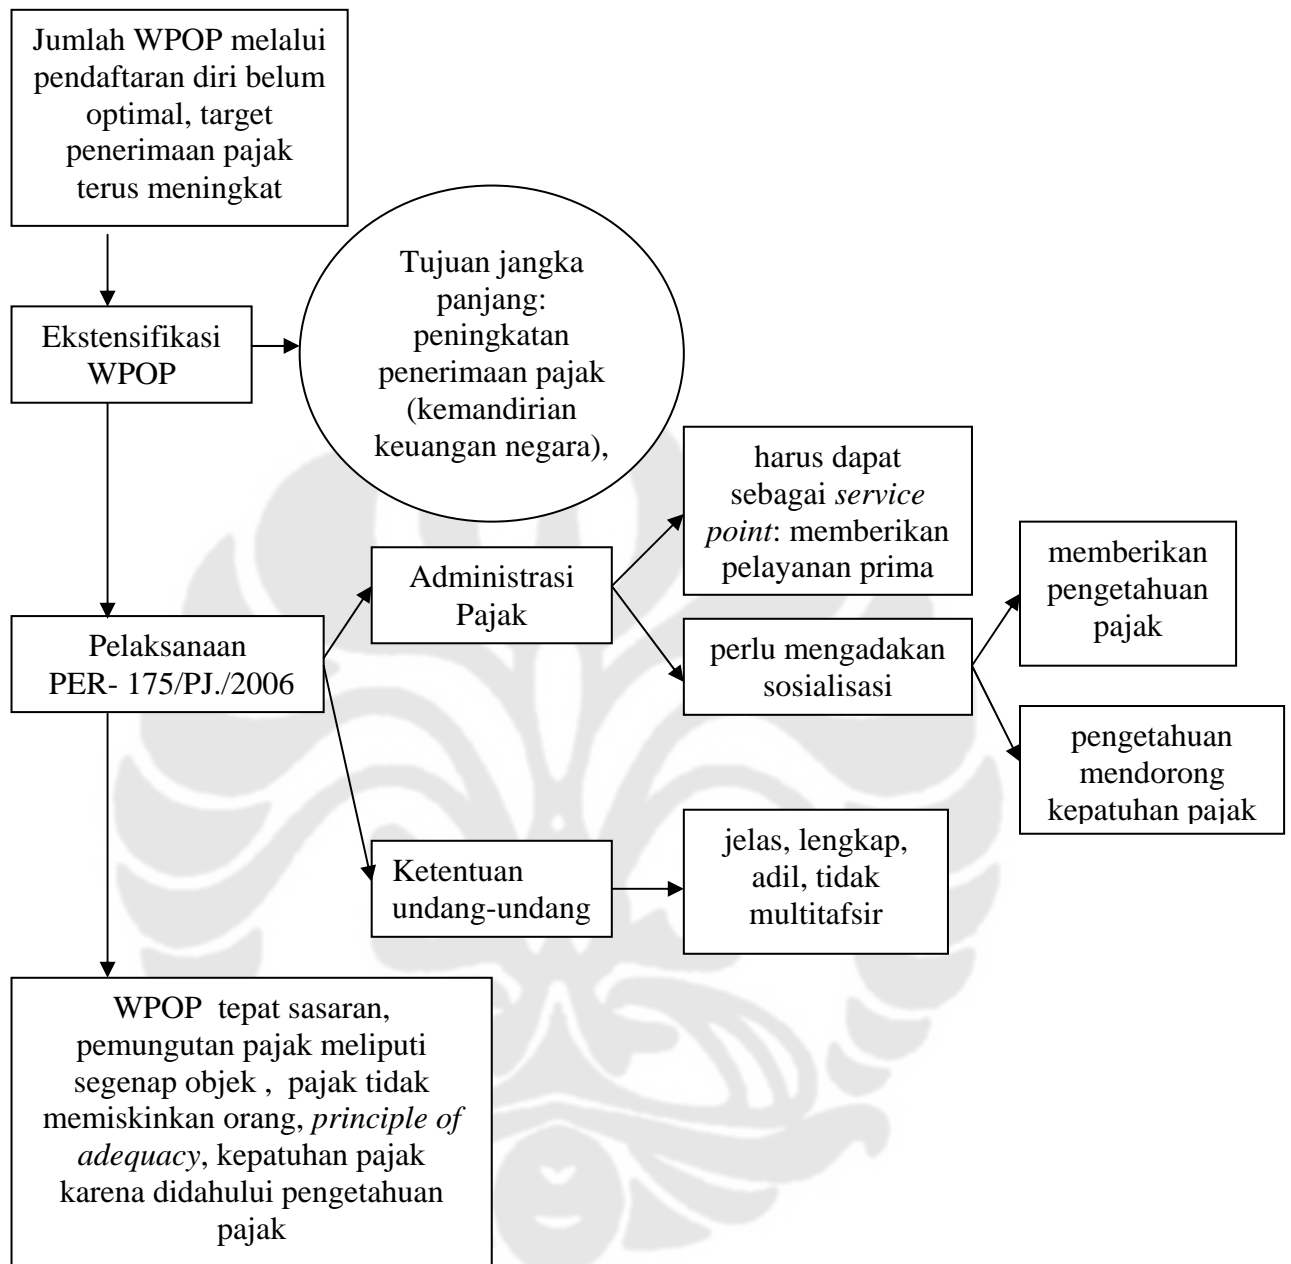 Jumlah WPOP melalui
pendaftaran diri belum
optimal, target
penerimaan pajak
terus meningkat
Tujuan jangka
panjang:
peningkatan
penerimaan pajak
(kemandirian
keuangan negara),
Ekstensifikasi
WPOP
harus dapat
sebagai service
point: memberikan
pelayanan prima
memberikan
pengetahuan
pajak
Administrasi
Pajak
Pelaksanaan
PER- 175/PJ./2006
perlu mengadakan
sosialisasi
pengetahuan
mendorong
kepatuhan pajak
Ketentuan
undang-undang
jelas, lengkap,
adil, tidak
multitafsir
WPOP tepat sasaran,
pemungutan pajak meliputi
segenap objek , pajak tidak
memiskinkan orang, principle of
adequacy, kepatuhan pajak
karena didahului pengetahuan
pajak